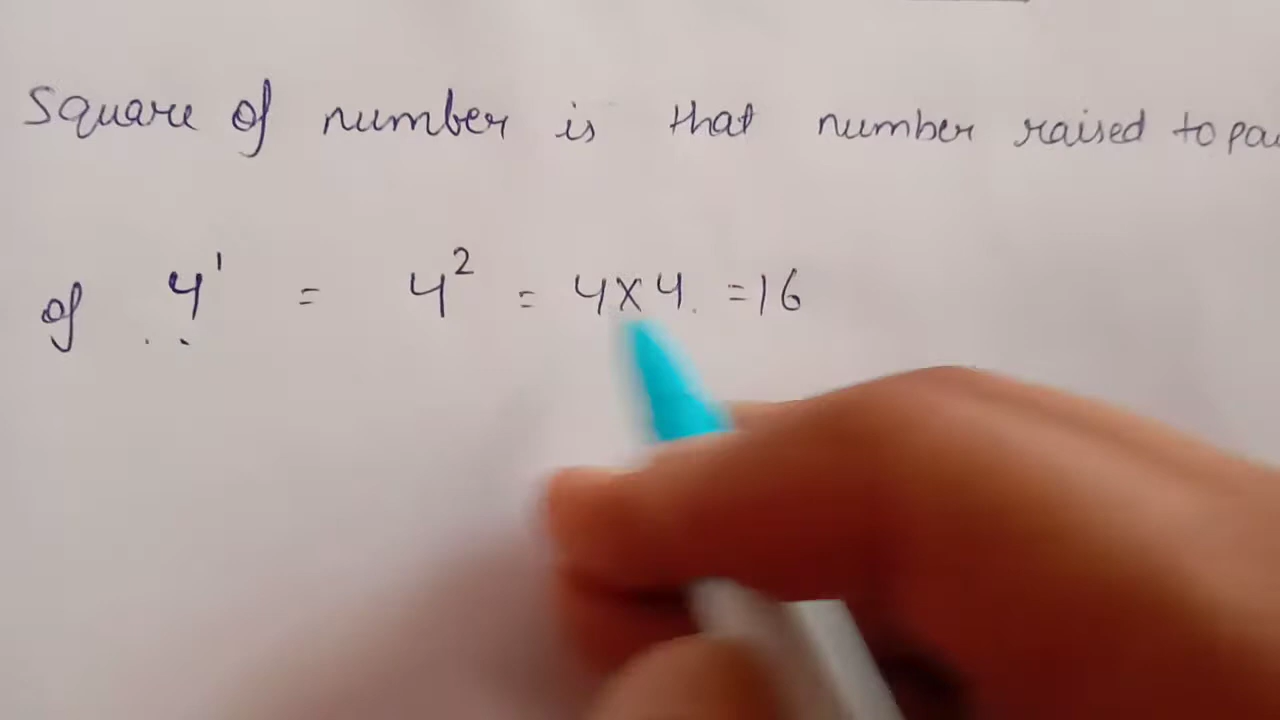 Square of number is that number raised to
of 4¹ = 4² = 4x4. =16